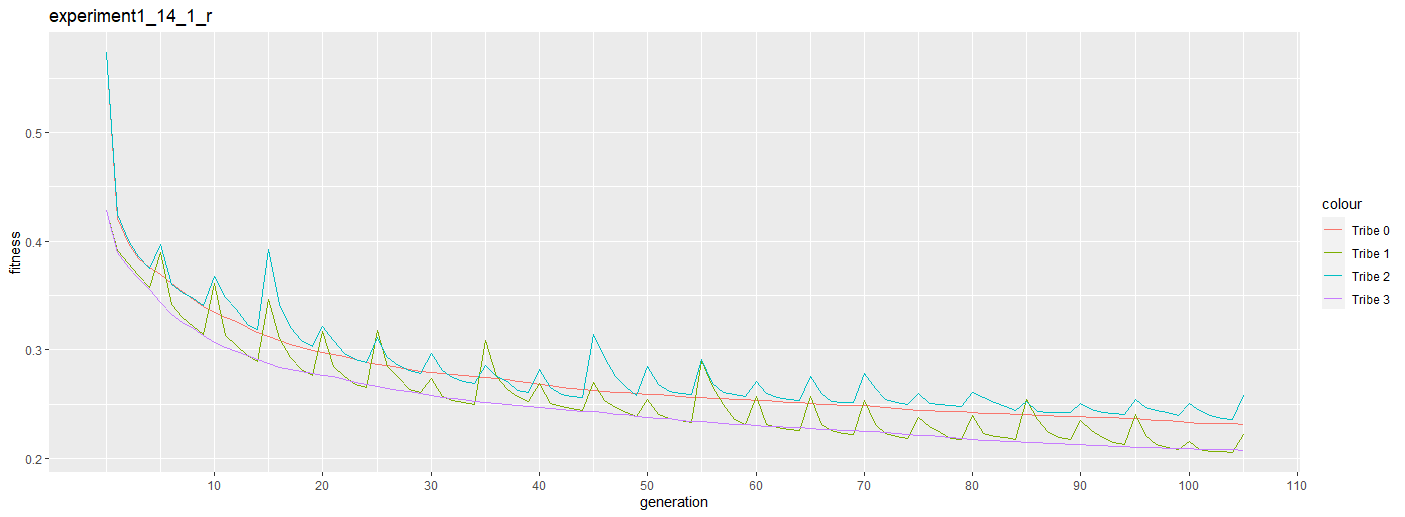 experiment1_14_1_r
fitness
0.5
0.4
0.3
0.2
10 20 30 40 50 60 70 80 90 100 110
generation
colour
Tribe 0
Tribe 1
Tribe 2
Tribe 3